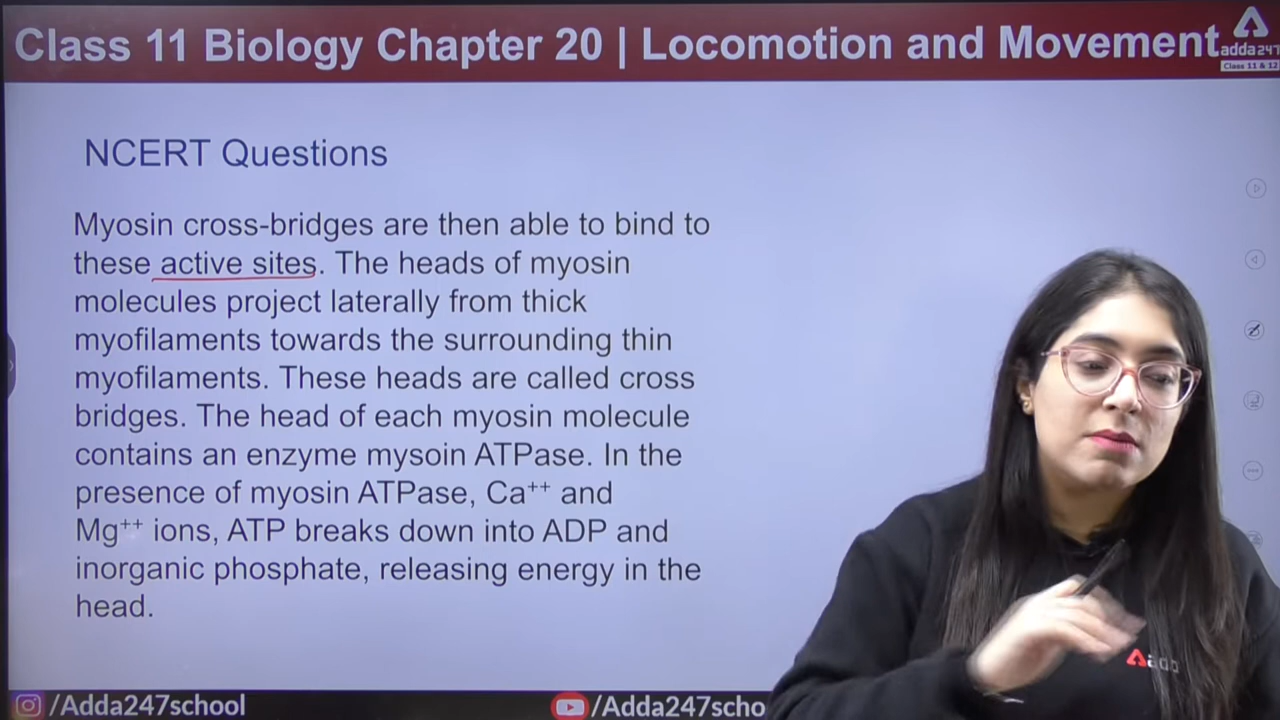 Class 11 Biology Chapter 20 | Locomotion and Movement
adda247
Class 11 & 12
NCERT Questions
Myosin cross-bridges are then able to bind to
these active sites. The heads of myosin
molecules project laterally from thick
myofilaments towards the surrounding thin
myofilaments. These heads are called cross
bridges. The head of each myosin molecule
contains an enzyme mysoin ATPase. In the
presence of myosin ATPase, Ca⁺⁺ and
Mg⁺⁺ ions, ATP breaks down into ADP and
inorganic phosphate, releasing energy in the
head.
adda
/Adda247school
/Adda247scho